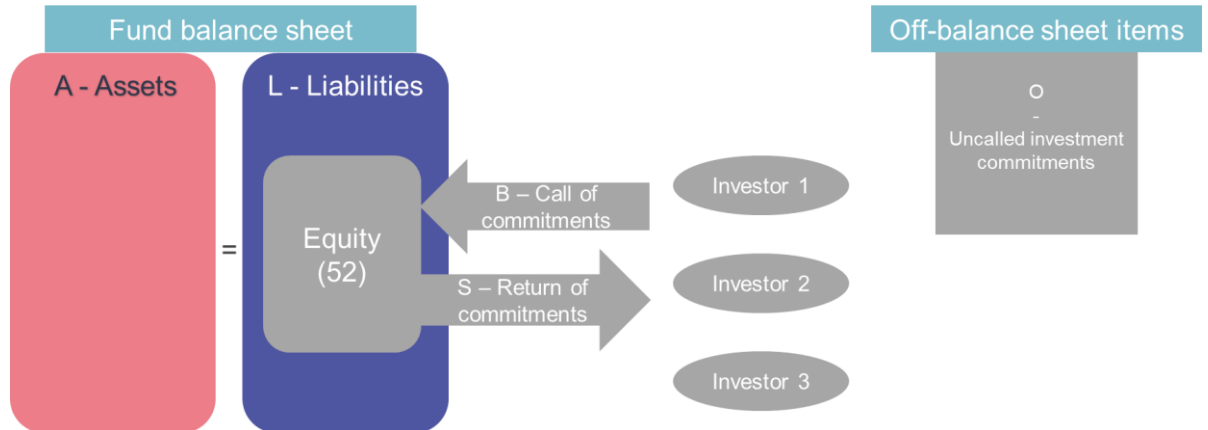 Fund balance sheet
Off-balance sheet items
A - Assets
L - Liabilities
=
Equity
(52)
B – Call of
commitments
S – Return of
commitments
Investor 1
Investor 2
Investor 3
O
-
Uncalled investment
commitments